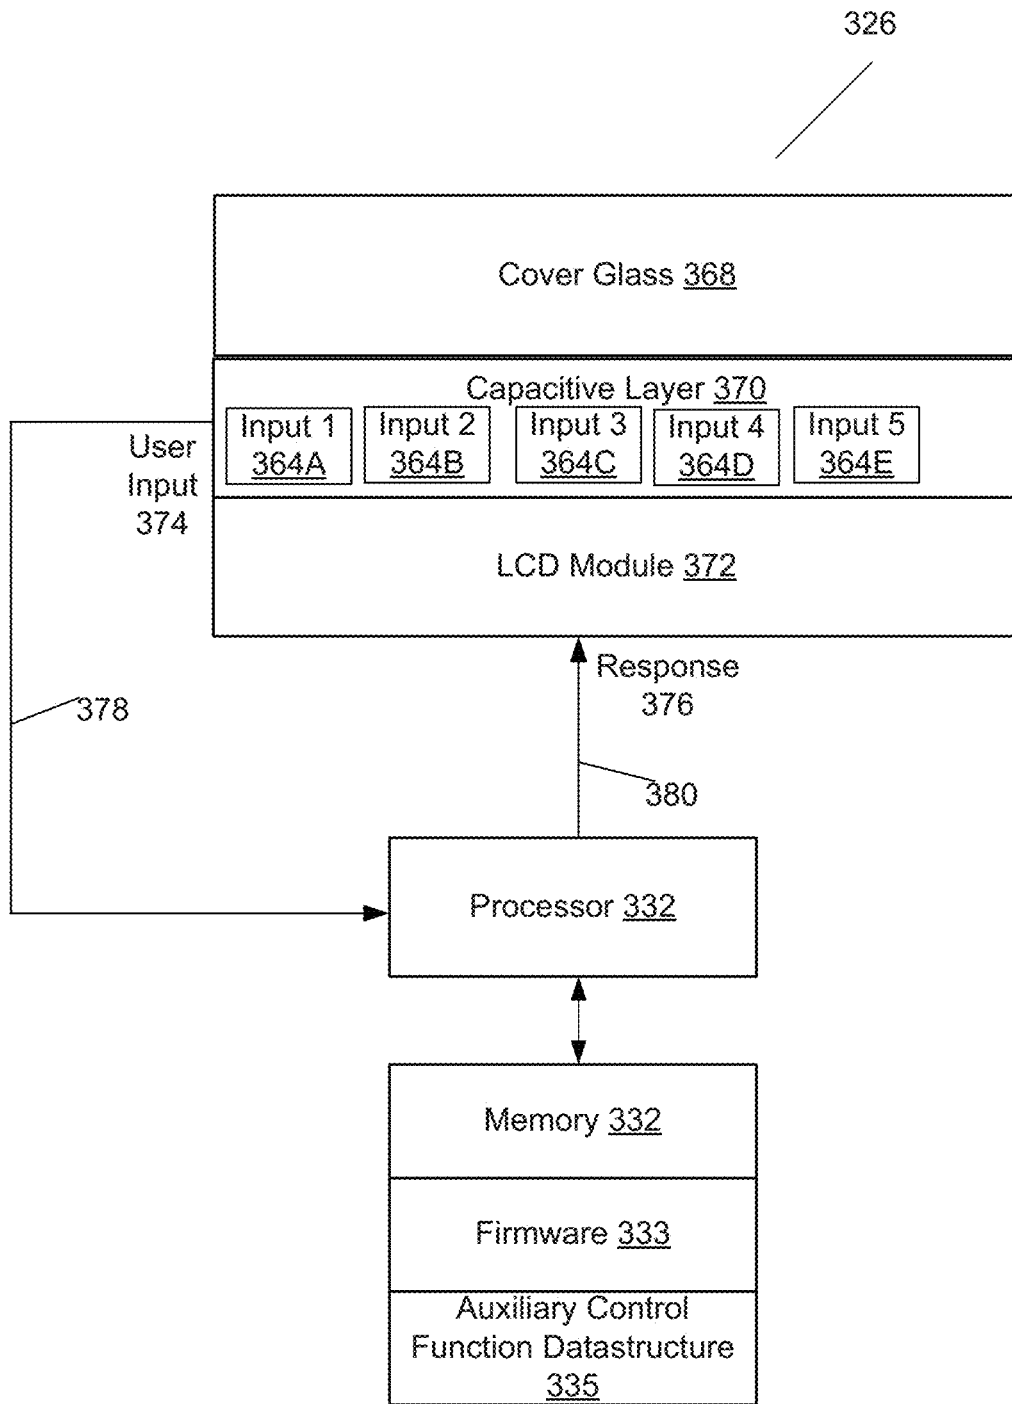 326
Cover Glass 368
Capacitive Layer 370
Input 1
364A
Input 2
364B
Input 3
364C
Input 4
364D
Input 5
364E
User
Input
374
LCD Module 372
Response
376
378
380
Processor 332
Memory 332
Firmware 333
Auxiliary Control
Function Datastructure
335